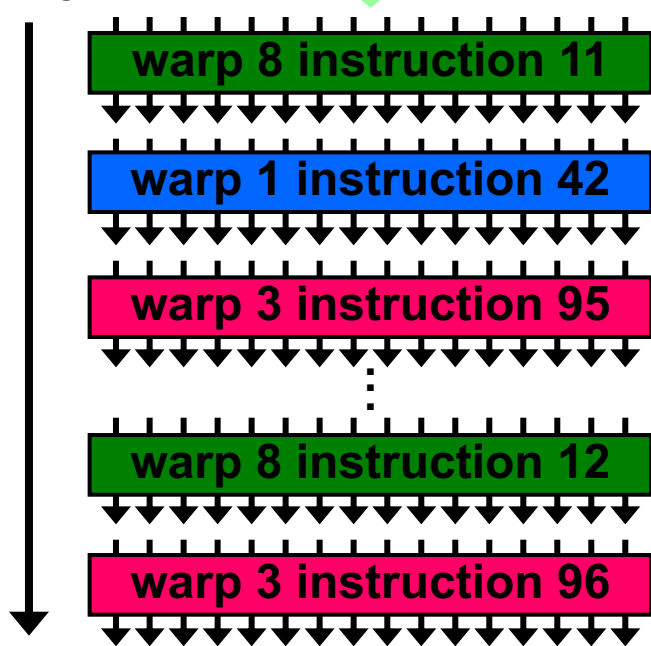 warp 8 instruction 11
warp 1 instruction 42
warp 3 instruction 95
⋮
warp 8 instruction 12
warp 3 instruction 96